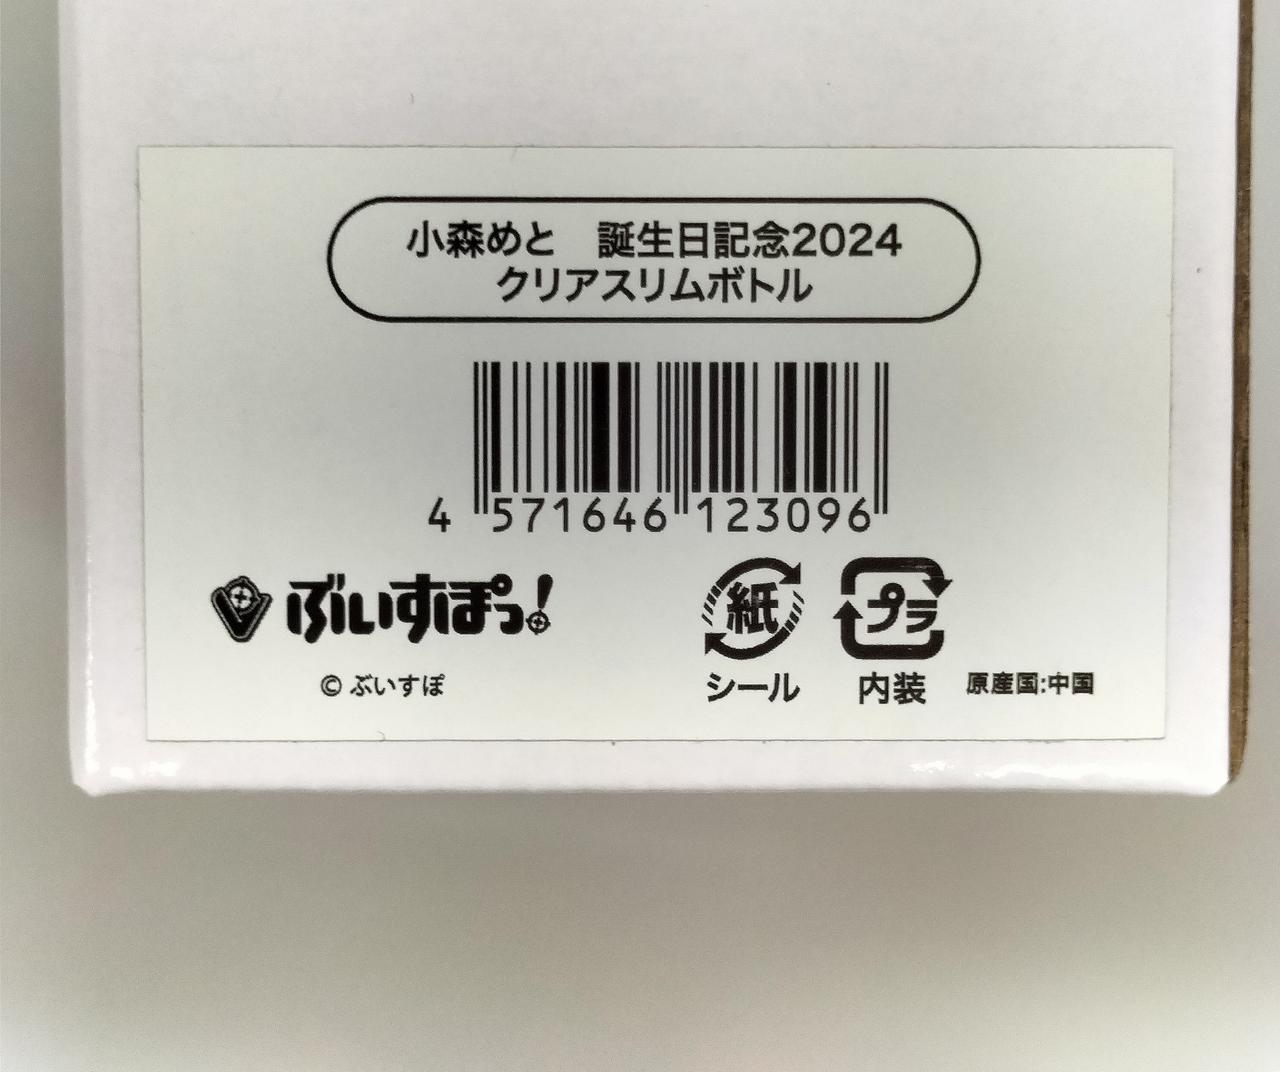 小森めと　誕生日記念2024
クリアスリムボトル
4 571646 123096
ぶいすぽっ!
紙 プラ
© ぶいすぽ シール 内装 原産国:中国